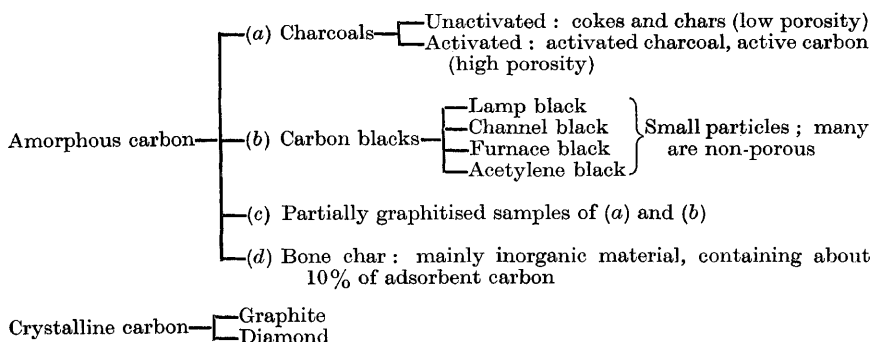 (a) Charcoals
Unactivated : cokes and chars (low porosity)
Activated : activated charcoal, active carbon
(high porosity)
Amorphous carbon
(b) Carbon blacks
Lamp black
Channel black
Furnace black
Acetylene black
Small particles ; many
are non-porous
(c) Partially graphitised samples of (a) and (b)
(d) Bone char : mainly inorganic material, containing about
10% of adsorbent carbon
Crystalline carbon
Graphite
Diamond